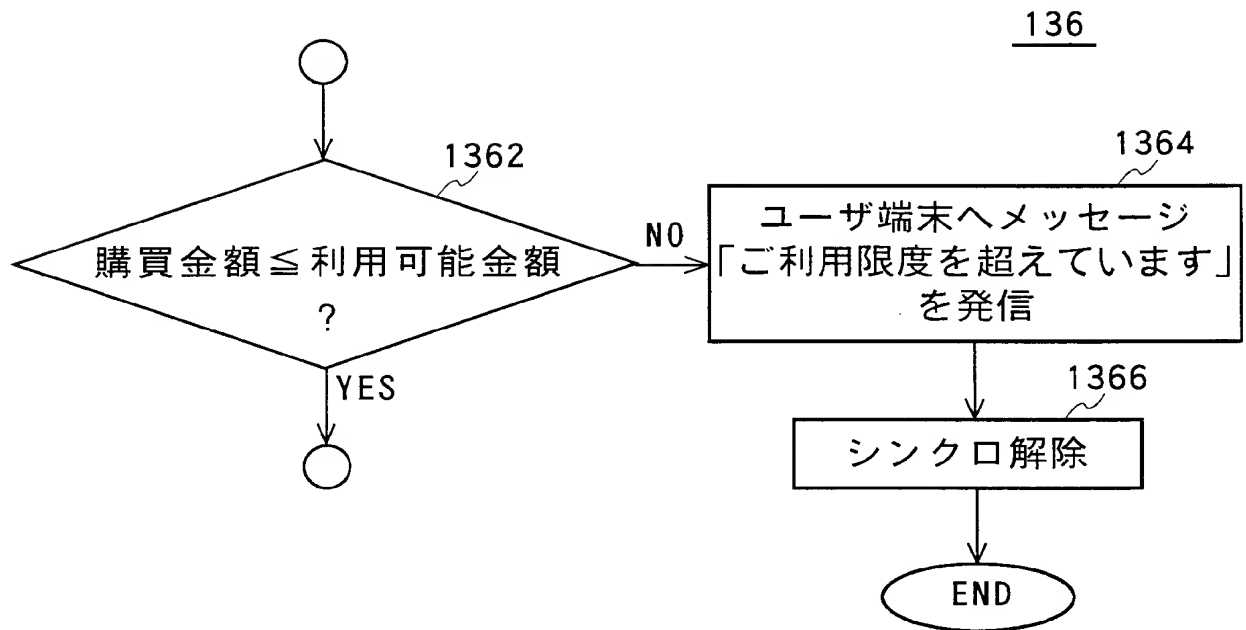 136
1362
購買金額≦利用可能金額
?
NO
YES
1364
ユーザ端末へメッセージ
「ご利用限度を超えています」
を発信
1366
シンクロ解除
END